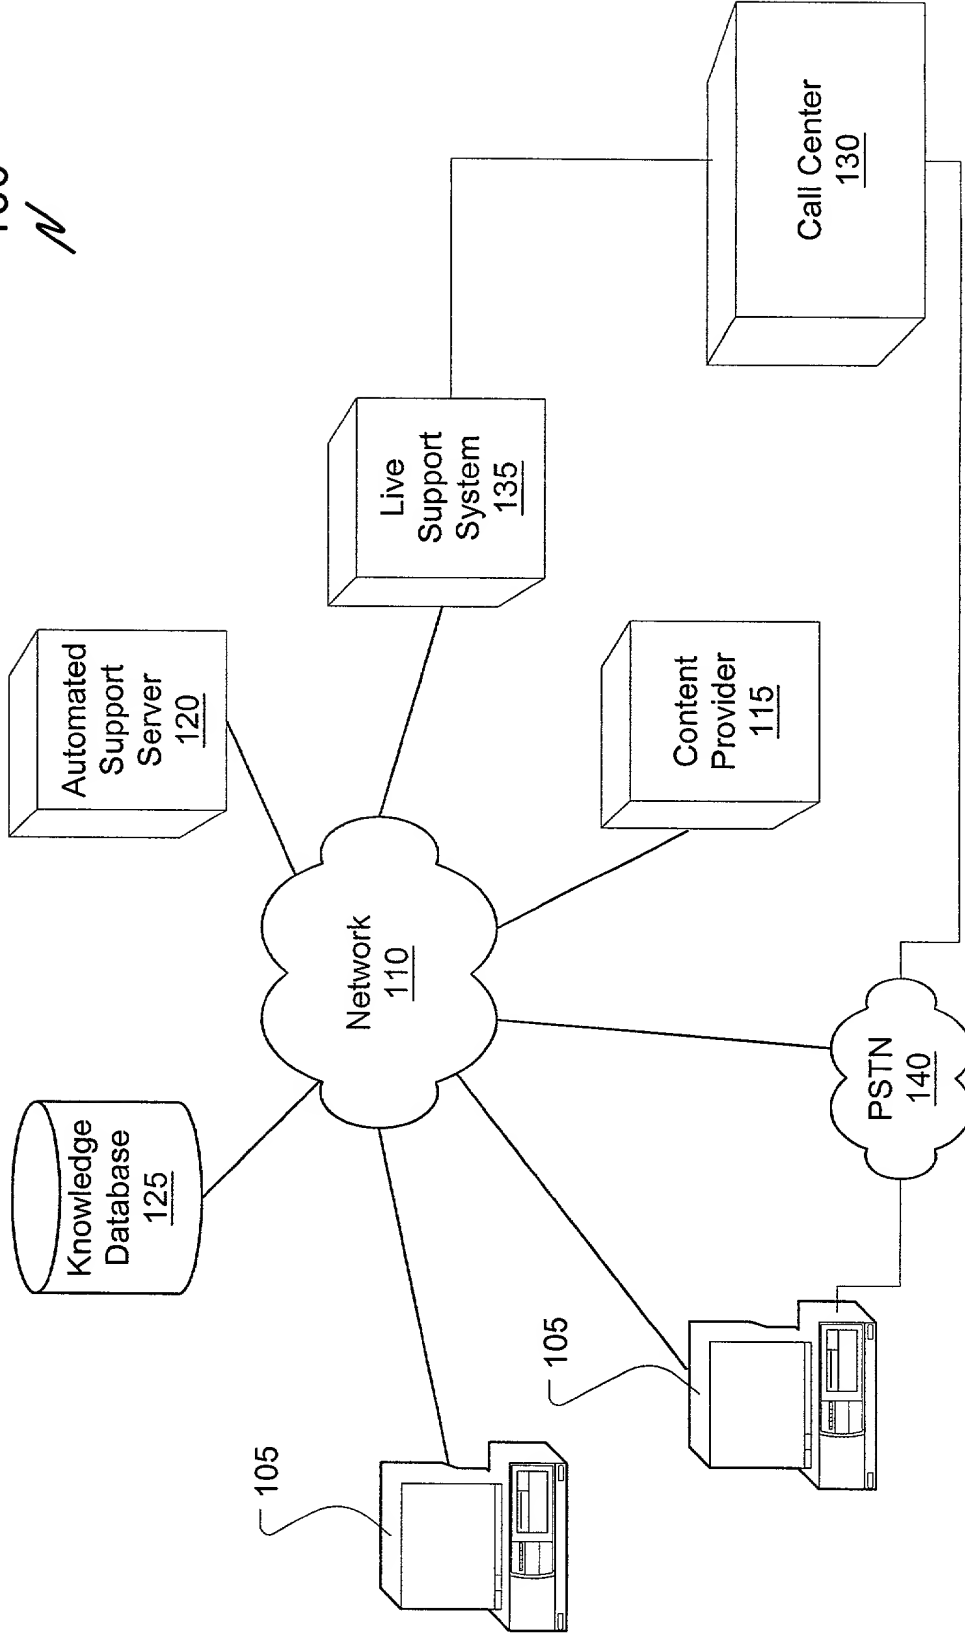 Knowledge
Database
125
Automated
Support
Server
120
Network
110
Live
Support
System
135
Content
Provider
115
Call Center
130
PSTN
140
105
105